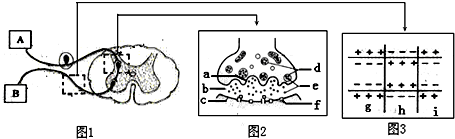 A
B
图1
a
b
c
d
e
f
图2
+ + + − − − + +
− − − + + + − −
− − − + + + − −
+ + + − − − + +
g h i
图3